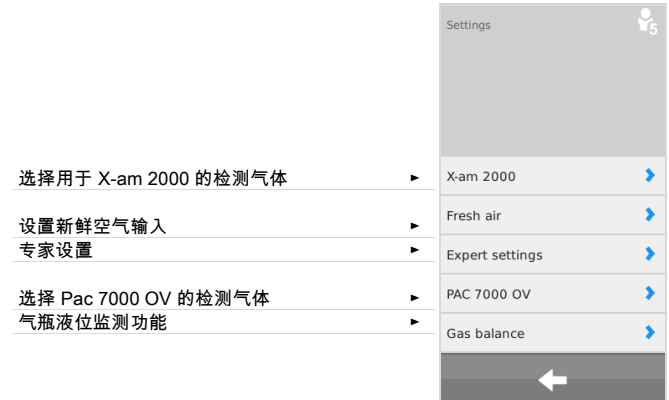 Settings
5
选择用于 X-am 2000 的检测气体 ►
X-am 2000
设置新鲜空气输入 ►
Fresh air
专家设置 ►
Expert settings
选择 Pac 7000 OV 的检测气体 ►
PAC 7000 OV
气瓶液位监测功能 ►
Gas balance